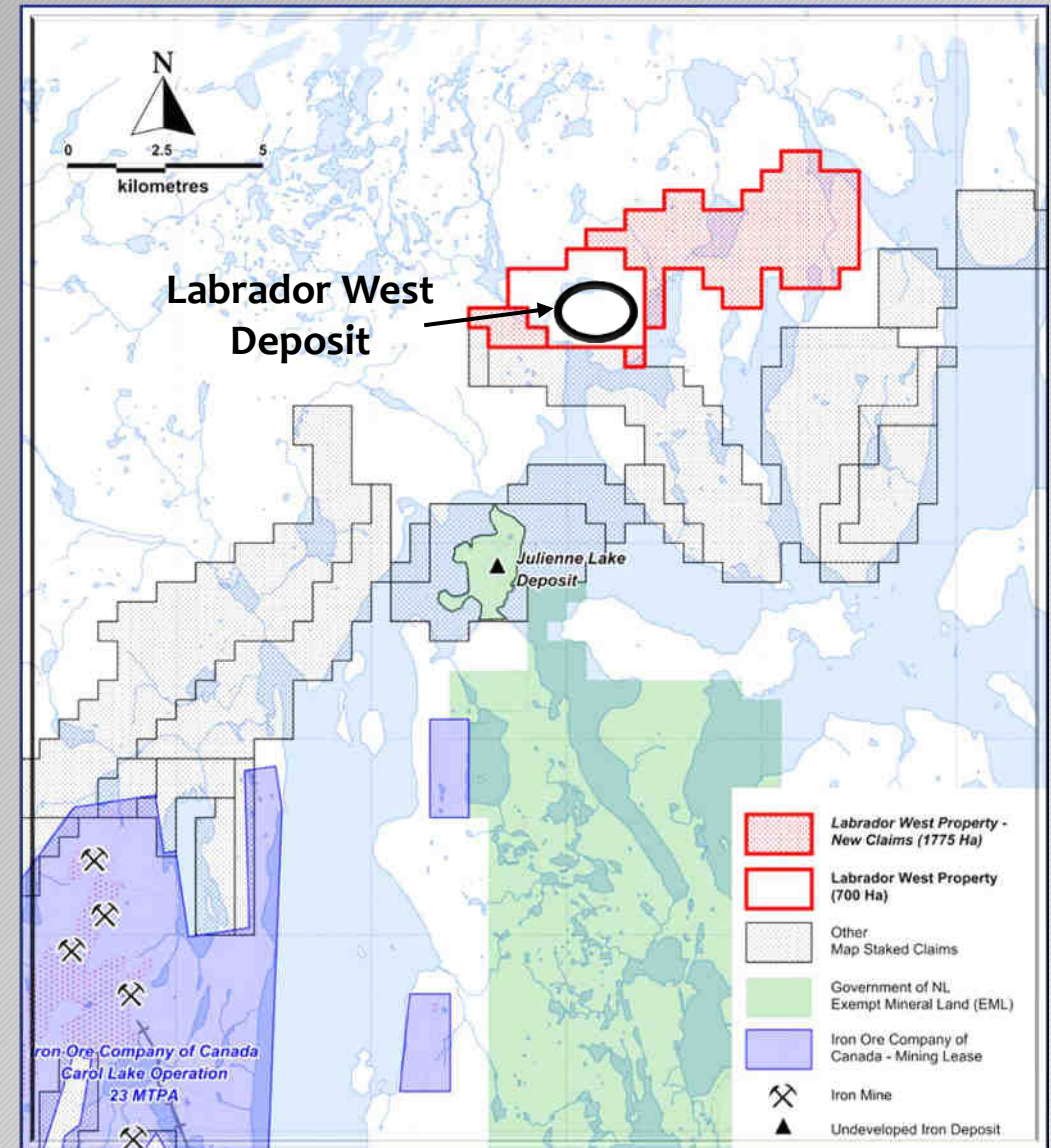 N
0 2.5 5
kilometres
Labrador West
Deposit
Julienne Lake
Deposit
Labrador West Property -
New Claims (1775 Ha)
Labrador West Property
(700 Ha)
Other
Map Staked Claims
Government of NL
Exempt Mineral Land (EML)
Iron Ore Company of
Canada - Mining Lease
Iron Mine
Undeveloped Iron Deposit
ron Ore Company of Canada
Carol Lake Operation
23 MTPA